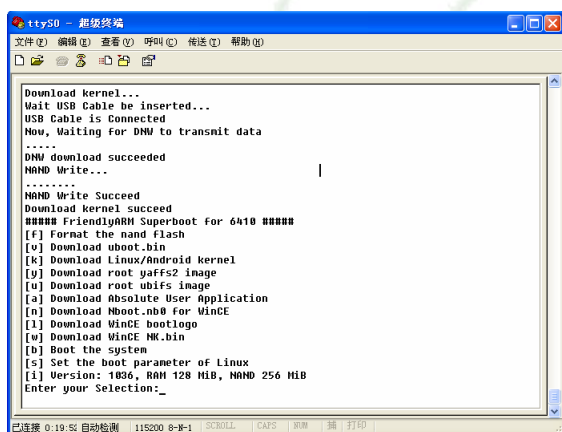 ttyS0 - 超级终端
文件(F) 编辑(E) 查看(V) 呼叫(C) 传送(T) 帮助(H)
Download kernel...
Wait USB Cable be inserted...
USB Cable is Connected
Now, Waiting for DNW to transmit data
.....
DNW download succeeded
NAND Write...
........
NAND Write Succeed
Download kernel succeed
##### FriendlyARM Superboot for 6410 #####
[f] Format the nand flash
[v] Download uboot.bin
[k] Download Linux/Android kernel
[y] Download root yaffs2 image
[u] Download root ubifs image
[a] Download Absolute User Application
[n] Download Nboot.nb0 for WinCE
[l] Download WinCE bootlogo
[w] Download WinCE NK.bin
[b] Boot the system
[s] Set the boot parameter of Linux
[i] Version: 1036, RAM 128 MiB, NAND 256 MiB
Enter your Selection:_
已连接 0:19:52 自动检测 115200 8-N-1 SCROLL CAPS NUM 捕 打印